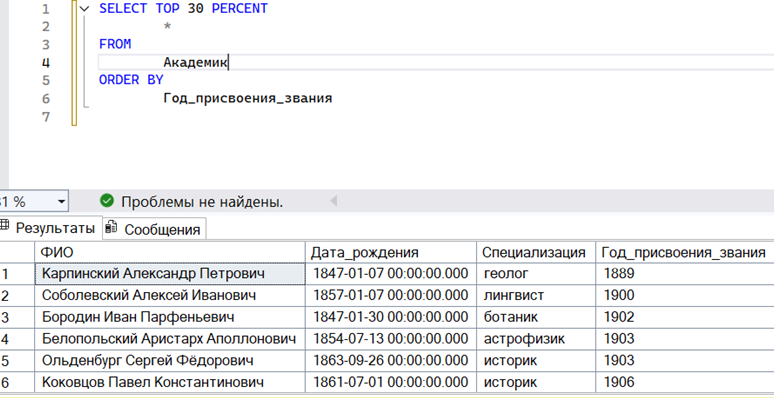 1 SELECT TOP 30 PERCENT
2 *
3 FROM
4 Академик
5 ORDER BY
6 Год_присвоения_звания
7
31 % Проблемы не найдены.
Результаты Сообщения
ФИО Дата_рождения Специализация Год_присвоения_звания
1 Карпинский Александр Петрович 1847-01-07 00:00:00.000 геолог 1889
2 Соболевский Алексей Иванович 1857-01-07 00:00:00.000 лингвист 1900
3 Бородин Иван Парфеньевич 1847-01-30 00:00:00.000 ботаник 1902
4 Белопольский Аристарх Аполлонович 1854-07-13 00:00:00.000 астрофизик 1903
5 Ольденбург Сергей Фёдорович 1863-09-26 00:00:00.000 историк 1903
6 Коковцов Павел Константинович 1861-07-01 00:00:00.000 историк 1906